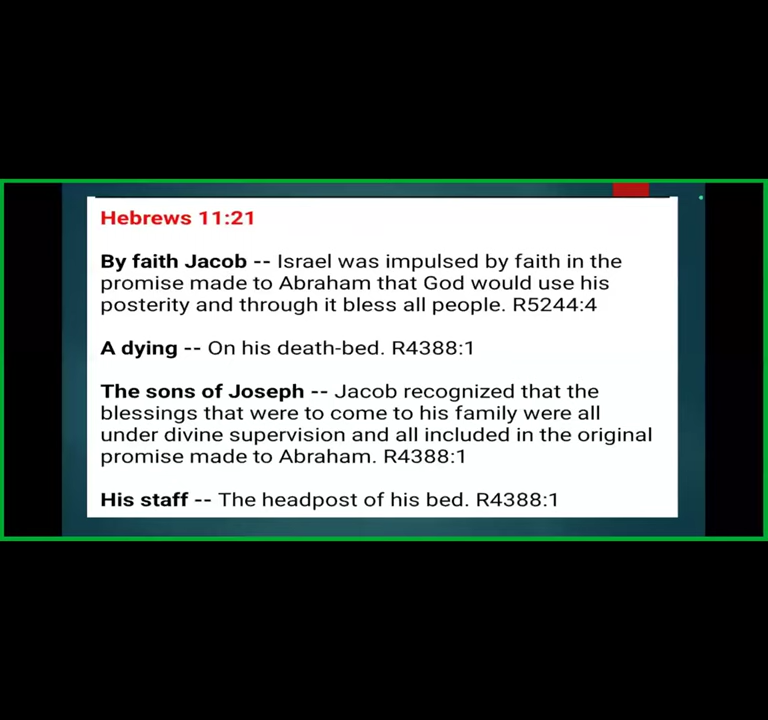 Hebrews 11:21
By faith Jacob -- Israel was impulsed by faith in the
promise made to Abraham that God would use his
posterity and through it bless all people. R5244:4
A dying -- On his death-bed. R4388:1
The sons of Joseph -- Jacob recognized that the
blessings that were to come to his family were all
under divine supervision and all included in the original
promise made to Abraham. R4388:1
His staff -- The headpost of his bed. R4388:1